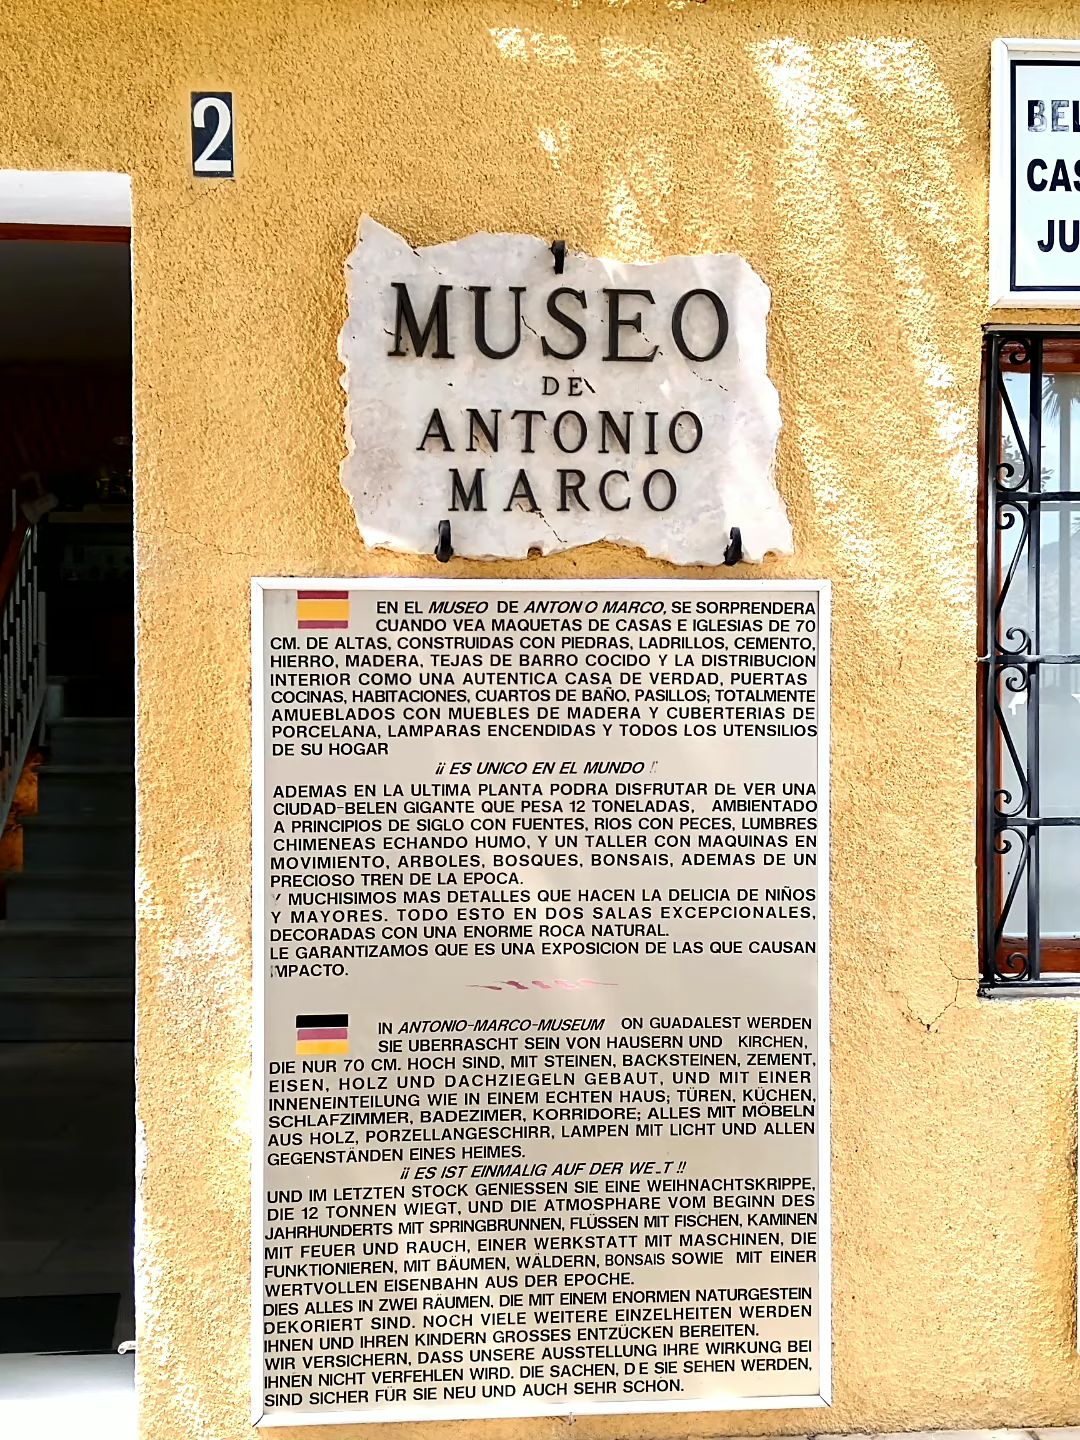 2
BEL
CAS
JU
MUSEO
DE
ANTONIO
MARCO
EN EL MUSEO DE ANTON O MARCO, SE SORPRENDERA
CUANDO VEA MAQUETAS DE CASAS E IGLESIAS DE 70
CM. DE ALTAS, CONSTRUIDAS CON PIEDRAS, LADRILLOS, CEMENTO,
HIERRO, MADERA, TEJAS DE BARRO COCIDO Y LA DISTRIBUCION
INTERIOR COMO UNA AUTENTICA CASA DE VERDAD, PUERTAS
COCINAS, HABITACIONES, CUARTOS DE BAÑO, PASILLOS; TOTALMENTE
AMUEBLADOS CON MUEBLES DE MADERA Y CUBERTERIAS DE
PORCELANA, LAMPARAS ENCENDIDAS Y TODOS LOS UTENSILIOS
DE SU HOGAR
¡¡ ES UNICO EN EL MUNDO !
ADEMAS EN LA ULTIMA PLANTA PODRA DISFRUTAR DE VER UNA
CIUDAD-BELEN GIGANTE QUE PESA 12 TONELADAS, AMBIENTADO
A PRINCIPIOS DE SIGLO CON FUENTES, RIOS CON PECES, LUMBRES
CHIMENEAS ECHANDO HUMO, Y UN TALLER CON MAQUINAS EN
MOVIMIENTO, ARBOLES, BOSQUES, BONSAIS, ADEMAS DE UN
PRECIOSO TREN DE LA EPOCA.
Y MUCHISIMOS MAS DETALLES QUE HACEN LA DELICIA DE NIÑOS
Y MAYORES. TODO ESTO EN DOS SALAS EXCEPCIONALES,
DECORADAS CON UNA ENORME ROCA NATURAL.
LE GARANTIZAMOS QUE ES UNA EXPOSICION DE LAS QUE CAUSAN
IMPACTO.
IN ANTONIO-MARCO-MUSEUM ON GUADALEST WERDEN
SIE UBERRASCHT SEIN VON HAUSERN UND KIRCHEN,
DIE NUR 70 CM. HOCH SIND, MIT STEINEN, BACKSTEINEN, ZEMENT,
EISEN, HOLZ UND DACHZIEGELN GEBAUT, UND MIT EINER
INNENEINTEILUNG WIE IN EINEM ECHTEN HAUS; TÜREN, KÜCHEN,
SCHLAFZIMMER, BADEZIMER, KORRIDORE; ALLES MIT MÖBELN
AUS HOLZ, PORZELLANGESCHIRR, LAMPEN MIT LICHT UND ALLEN
GEGENSTÄNDEN EINES HEIMES.
¡¡ ES IST EINMALIG AUF DER WELT !!
UND IM LETZTEN STOCK GENIESSEN SIE EINE WEIHNACHTSKRIPPE,
DIE 12 TONNEN WIEGT, UND DIE ATMOSPHARE VOM BEGINN DES
JAHRHUNDERTS MIT SPRINGBRUNNEN, FLÜSSEN MIT FISCHEN, KAMINEN
MIT FEUER UND RAUCH, EINER WERKSTATT MIT MASCHINEN, DIE
FUNKTIONIEREN, MIT BÄUMEN, WÄLDERN, BONSAIS SOWIE MIT EINER
WERTVOLLEN EISENBAHN AUS DER EPOCHE.
DIES ALLES IN ZWEI RÄUMEN, DIE MIT EINEM ENORMEN NATURGESTEIN
DEKORIERT SIND. NOCH VIELE WEITERE EINZELHEITEN WERDEN
IHNEN UND IHREN KINDERN GROSSES ENTZÜCKEN BEREITEN.
WIR VERSICHERN, DASS UNSERE AUSSTELLUNG IHRE WIRKUNG BEI
IHNEN NICHT VERFEHLEN WIRD. DIE SACHEN, D E SIE SEHEN WERDEN,
SIND SICHER FÜR SIE NEU UND AUCH SEHR SCHÖN.